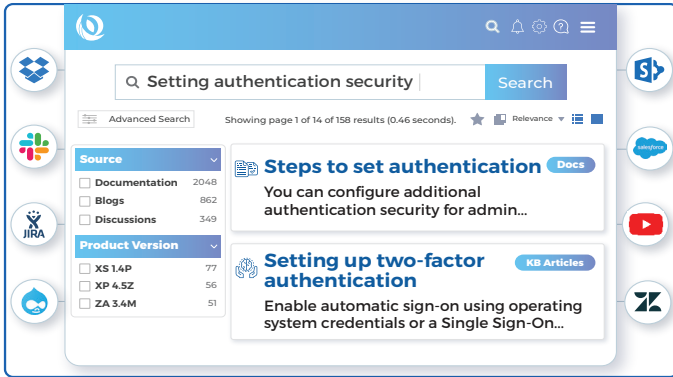 Setting authentication security
Search
Advanced Search
Showing page 1 of 14 of 158 results (0.46 seconds).
Relevance
Source
Documentation 2048
Blogs 862
Discussions 349
Product Version
XS 1.4P 77
XP 4.5Z 56
ZA 3.4M 51
Steps to set authentication
Docs
You can configure additional
authentication security for admin...
Setting up two-factor
authentication
KB Articles
Enable automatic sign-on using operating
system credentials or a Single Sign-On...
JIRA
S
salesforce